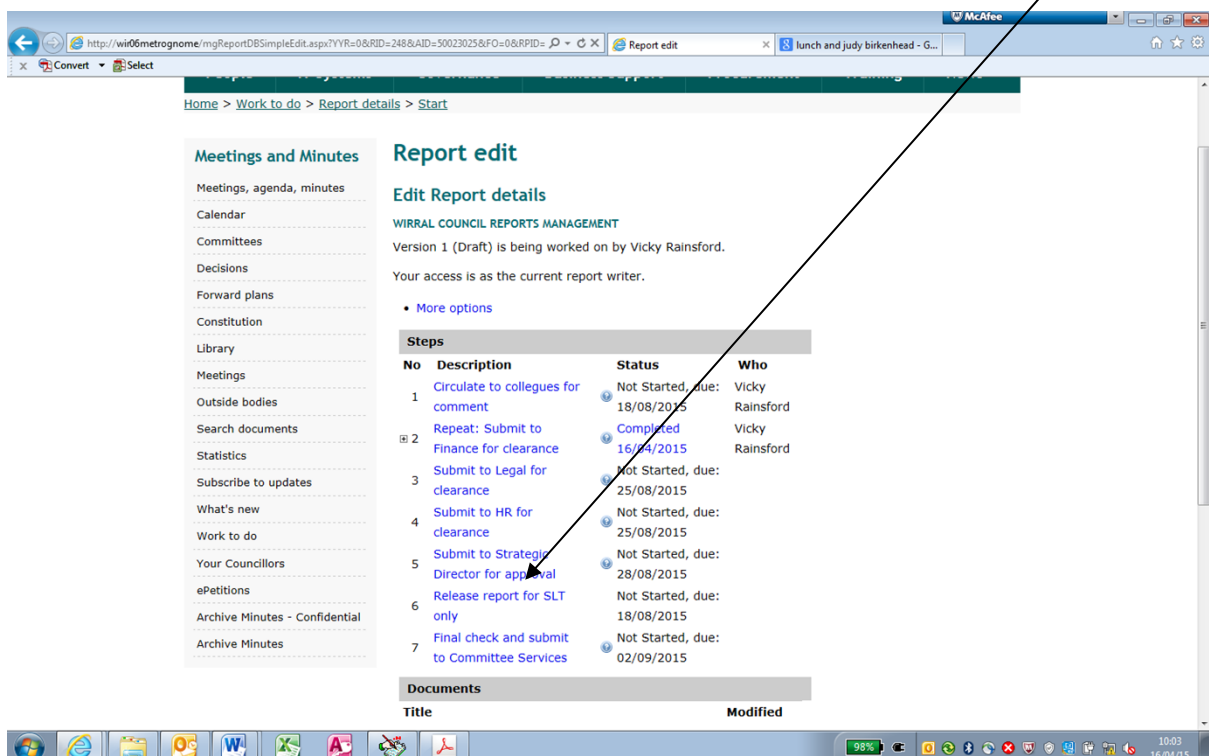 McAfee
http://wir06metrognome/mgReportDBSimpleEdit.aspx?YYR=0&RID=248&AID=50023025&FO=0&RPID=
Report edit
lunch and judy birkenhead - G...
x Convert Select
Home > Work to do > Report details > Start
Meetings and Minutes
Meetings, agenda, minutes
Calendar
Committees
Decisions
Forward plans
Constitution
Library
Meetings
Outside bodies
Search documents
Statistics
Subscribe to updates
What's new
Work to do
Your Councillors
ePetitions
Archive Minutes - Confidential
Archive Minutes
Report edit
Edit Report details
WIRRAL COUNCIL REPORTS MANAGEMENT
Version 1 (Draft) is being worked on by Vicky Rainsford.
Your access is as the current report writer.
• More options
Steps
No Description Status Who
1 Circulate to collegues for comment Not Started, due: 18/08/2015 Vicky Rainsford
2 Repeat: Submit to Finance for clearance Completed 16/04/2015 Vicky Rainsford
3 Submit to Legal for clearance Not Started, due: 25/08/2015
4 Submit to HR for clearance Not Started, due: 25/08/2015
5 Submit to Strategic Director for approval Not Started, due: 28/08/2015
6 Release report for SLT only Not Started, due: 18/08/2015
7 Final check and submit to Committee Services Not Started, due: 02/09/2015
Documents
Title Modified
98%
10:03
16/04/15